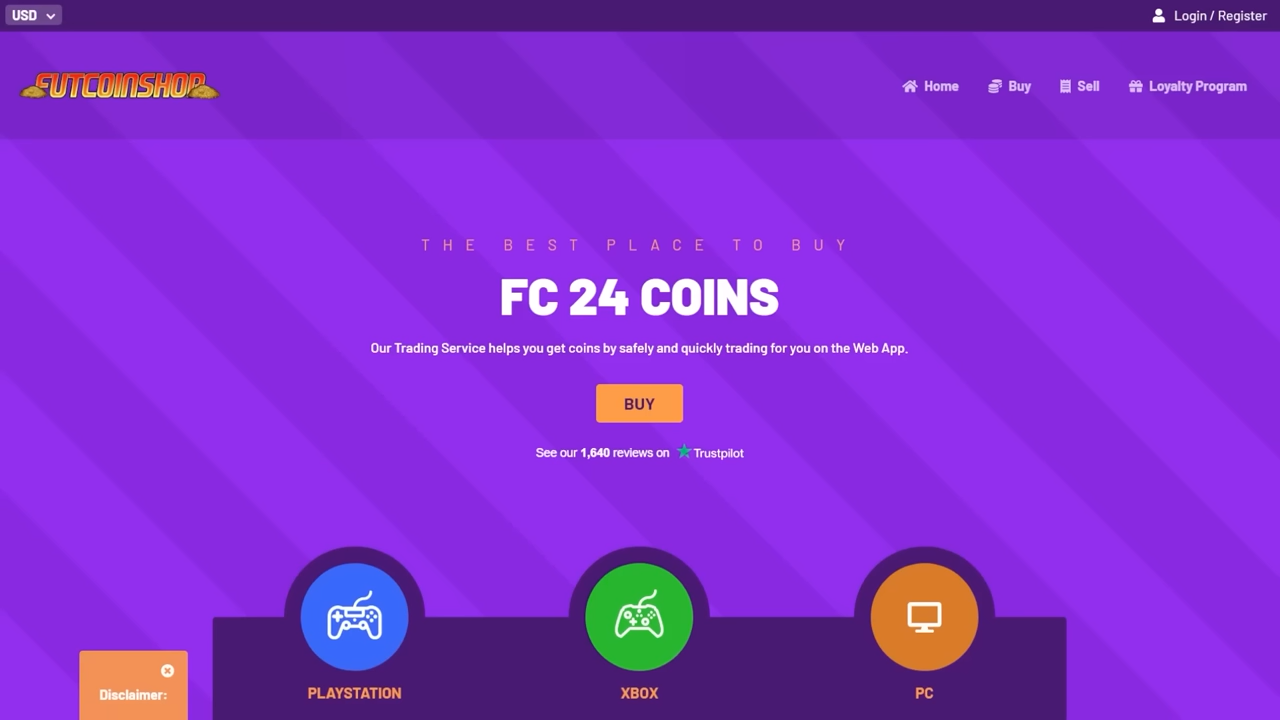 USD
Login / Register
FUTCOINSHOP
Home
Buy
Sell
Loyalty Program
THE BEST PLACE TO BUY
FC 24 COINS
Our Trading Service helps you get coins by safely and quickly trading for you on the Web App.
BUY
See our 1,640 reviews on Trustpilot
PLAYSTATION
XBOX
PC
Disclaimer: